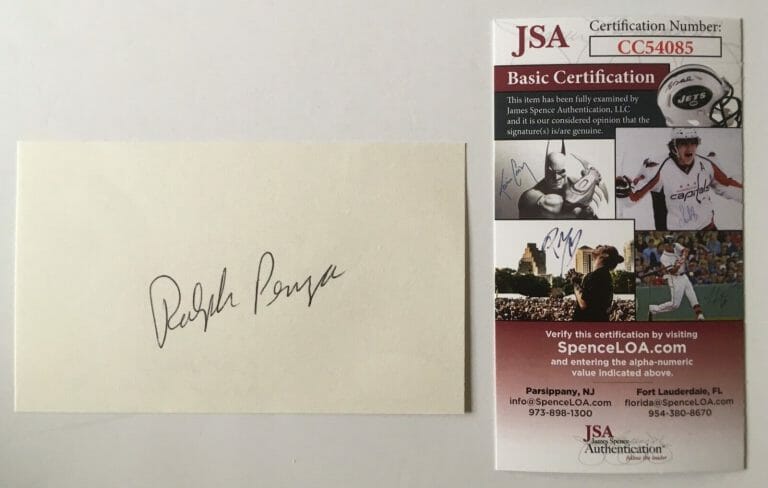 Ralph Penza
JSA
Certification Number:
CC54085
Basic Certification
This item has been fully examined by
James Spence Authentication, LLC
and it is our considered opinion that the
signature(s) is/are genuine.
JETS
capitals
A
Verify this certification by visiting
SpenceLOA.com
and entering the alpha-numeric
value indicated above.
Parsippany, NJ
info@SpenceLOA.com
973-898-1300
Fort Lauderdale, FL
florida@SpenceLOA.com
954-380-8670
JSA
James Spence
Authentication
follow the leader